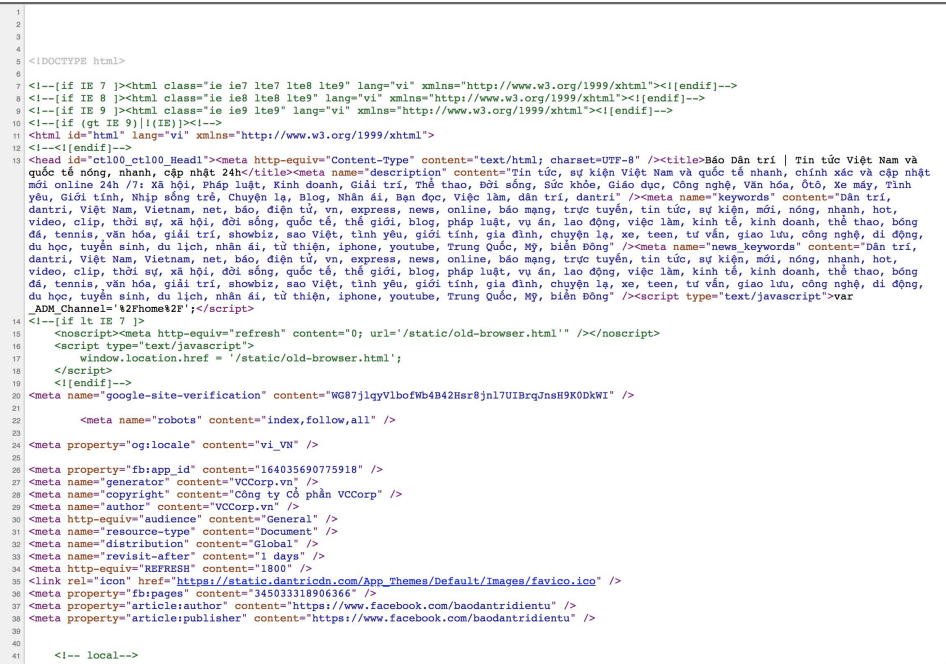 1
2
3
4
5 <!DOCTYPE html>
6
7 <!--[if IE 7 ]><html class="ie ie7 lte7 lte8 lte9" lang="vi" xmlns="http://www.w3.org/1999/xhtml"><![endif]-->
8 <!--[if IE 8 ]><html class="ie ie8 lte8 lte9" lang="vi" xmlns="http://www.w3.org/1999/xhtml"><![endif]-->
9 <!--[if IE 9 ]><html class="ie ie9 lte9" lang="vi" xmlns="http://www.w3.org/1999/xhtml"><![endif]-->
10 <!--[if (gt IE 9)|!(IE)]><!-->
11 <html id="html" lang="vi" xmlns="http://www.w3.org/1999/xhtml">
12 <!--<![endif]-->
13 <head id="ctl00_ctl00_Head1"><meta http-equiv="Content-Type" content="text/html; charset=UTF-8" /><title>Báo Dân trí | Tin tức Việt Nam và
quốc tế nóng, nhanh, cập nhật 24h</title><meta name="description" content="Tin tức, sự kiện Việt Nam và quốc tế nhanh, chính xác và cập nhật
mới online 24h /7: Xã hội, Pháp luật, Kinh doanh, Giải trí, Thể thao, Đời sống, Sức khỏe, Giáo dục, Công nghệ, Văn hóa, Ôtô, Xe máy, Tình
yêu, Giới tính, Nhịp sống trẻ, Chuyện lạ, Blog, Nhân ái, Bạn đọc, Việc làm, dân trí, dantri" /><meta name="keywords" content="Dân trí,
dantri, Việt Nam, Vietnam, net, báo, điện tử, vn, express, news, online, báo mạng, trực tuyến, tin tức, sự kiện, mới, nóng, nhanh, hot,
video, clip, thời sự, xã hội, đời sống, quốc tế, thế giới, blog, pháp luật, vụ án, lao động, việc làm, kinh tế, kinh doanh, thể thao, bóng
đá, tennis, văn hóa, giải trí, showbiz, sao Việt, tình yêu, giới tính, gia đình, chuyện lạ, xe, teen, tư vấn, giao lưu, công nghệ, di động,
du học, tuyển sinh, du lịch, nhân ái, từ thiện, iphone, youtube, Trung Quốc, Mỹ, biển Đông" /><meta name="news_keywords" content="Dân trí,
dantri, Việt Nam, Vietnam, net, báo, điện tử, vn, express, news, online, báo mạng, trực tuyến, tin tức, sự kiện, mới, nóng, nhanh, hot,
video, clip, thời sự, xã hội, đời sống, quốc tế, thế giới, blog, pháp luật, vụ án, lao động, việc làm, kinh tế, kinh doanh, thể thao, bóng
đá, tennis, văn hóa, giải trí, showbiz, sao Việt, tình yêu, giới tính, gia đình, chuyện lạ, xe, teen, tư vấn, giao lưu, công nghệ, di động,
du học, tuyển sinh, du lịch, nhân ái, từ thiện, iphone, youtube, Trung Quốc, Mỹ, biển Đông" /><script type="text/javascript">var
_ADM_Channel='%2Fhome%2F';</script>
14 <!--[if lt IE 7 ]>
15 <noscript><meta http-equiv="refresh" content="0; url='/static/old-browser.html'" /></noscript>
16 <script type="text/javascript">
17 window.location.href = '/static/old-browser.html';
18 </script>
19 <![endif]-->
20 <meta name="google-site-verification" content="WG87jlqyVlbofWb4B42Hsr8jnl7UIBrqJnsH9K0DkWI" />
21
22 <meta name="robots" content="index,follow,all" />
23
24 <meta property="og:locale" content="vi_VN" />
25
26 <meta property="fb:app_id" content="164035690775918" />
27 <meta name="generator" content="VCCorp.vn" />
28 <meta name="copyright" content="Công ty Cổ phần VCCorp" />
29 <meta name="author" content="VCCorp.vn" />
30 <meta http-equiv="audience" content="General" />
31 <meta name="resource-type" content="Document" />
32 <meta name="distribution" content="Global" />
33 <meta name="revisit-after" content="1 days" />
34 <meta http-equiv="REFRESH" content="1800" />
35 <link rel="icon" href="https://static.dantricdn.com/App_Themes/Default/Images/favico.ico" />
36 <meta property="fb:pages" content="345033318906366" />
37 <meta property="article:author" content="https://www.facebook.com/baodantridientu" />
38 <meta property="article:publisher" content="https://www.facebook.com/baodantridientu" />
39
40
41 <!-- local-->